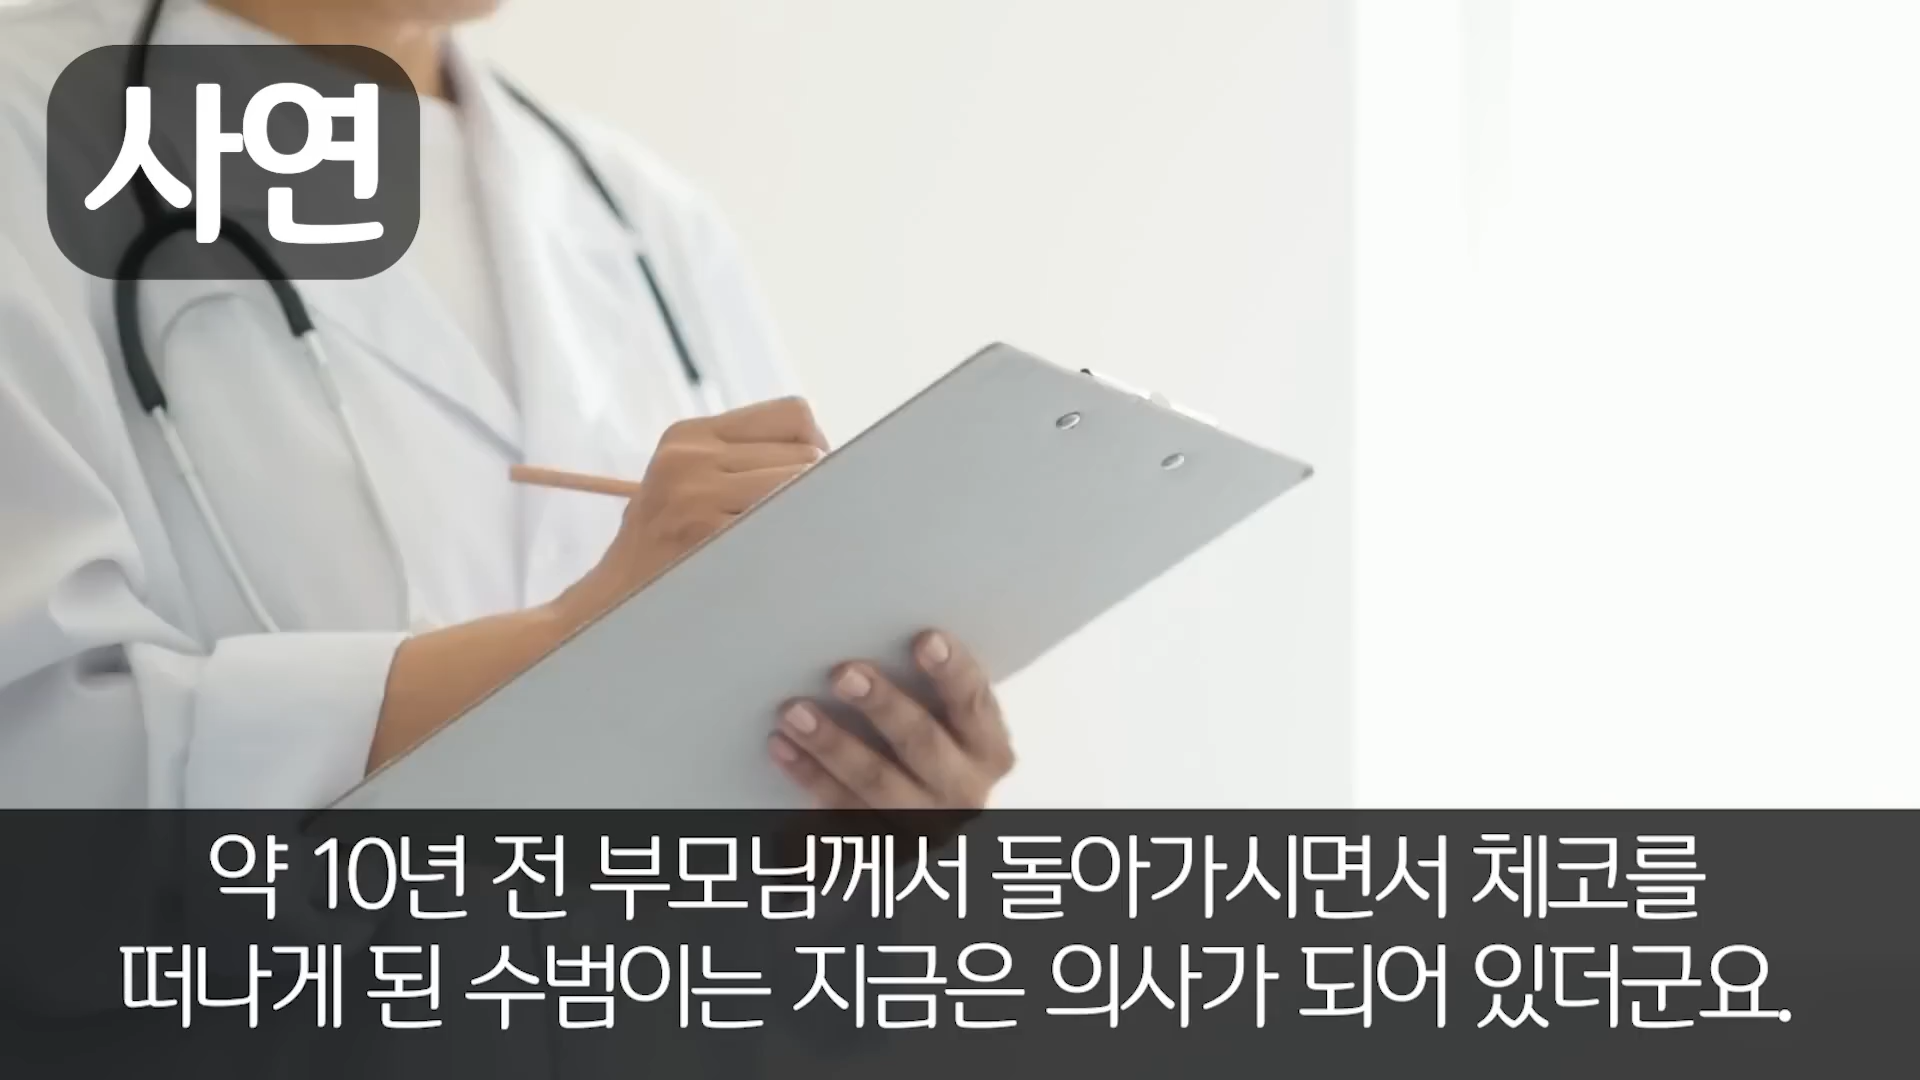 사연
약 10년 전 부모님께서 돌아가시면서 체코를
떠나게 된 수범이는 지금은 의사가 되어 있더군요.